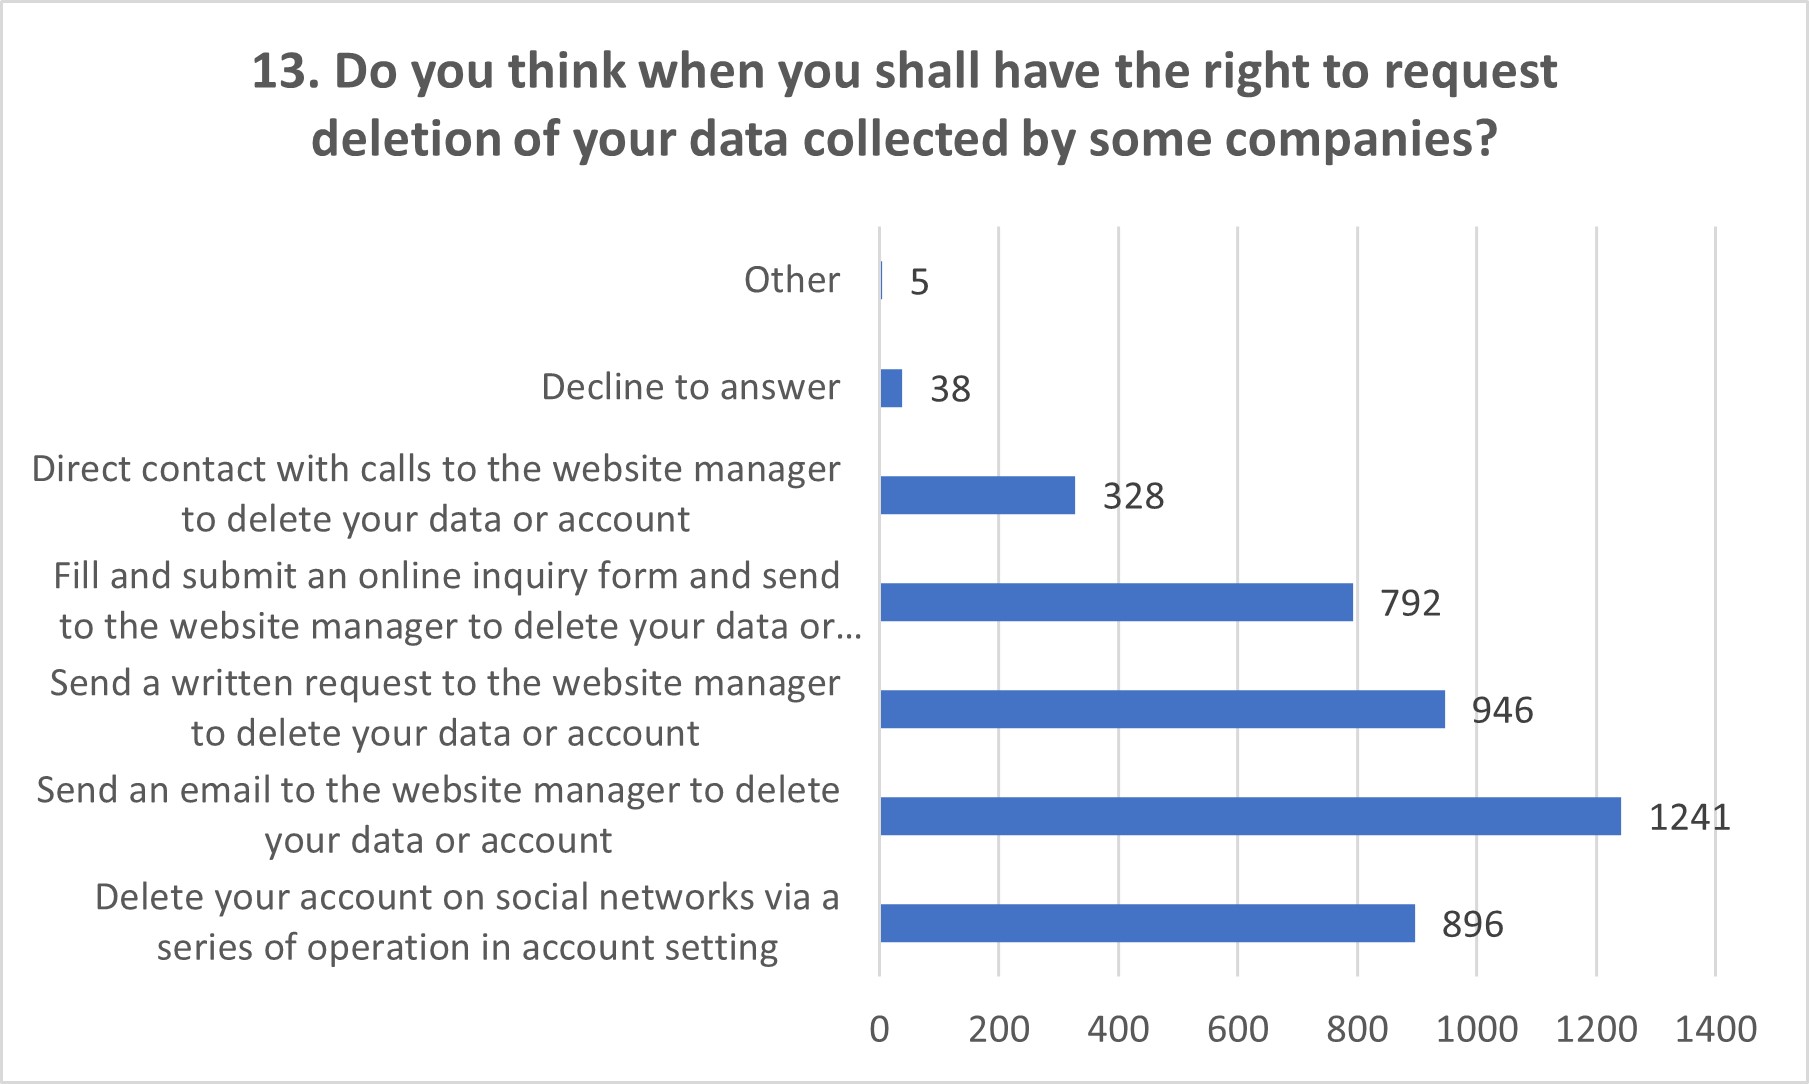 13. Do you think when you shall have the right to request
deletion of your data collected by some companies?
Other
5
Decline to answer
38
Direct contact with calls to the website manager
to delete your data or account
328
Fill and submit an online inquiry form and send
to the website manager to delete your data or...
792
Send a written request to the website manager
to delete your data or account
946
Send an email to the website manager to delete
your data or account
1241
Delete your account on social networks via a
series of operation in account setting
896
0 200 400 600 800 1000 1200 1400